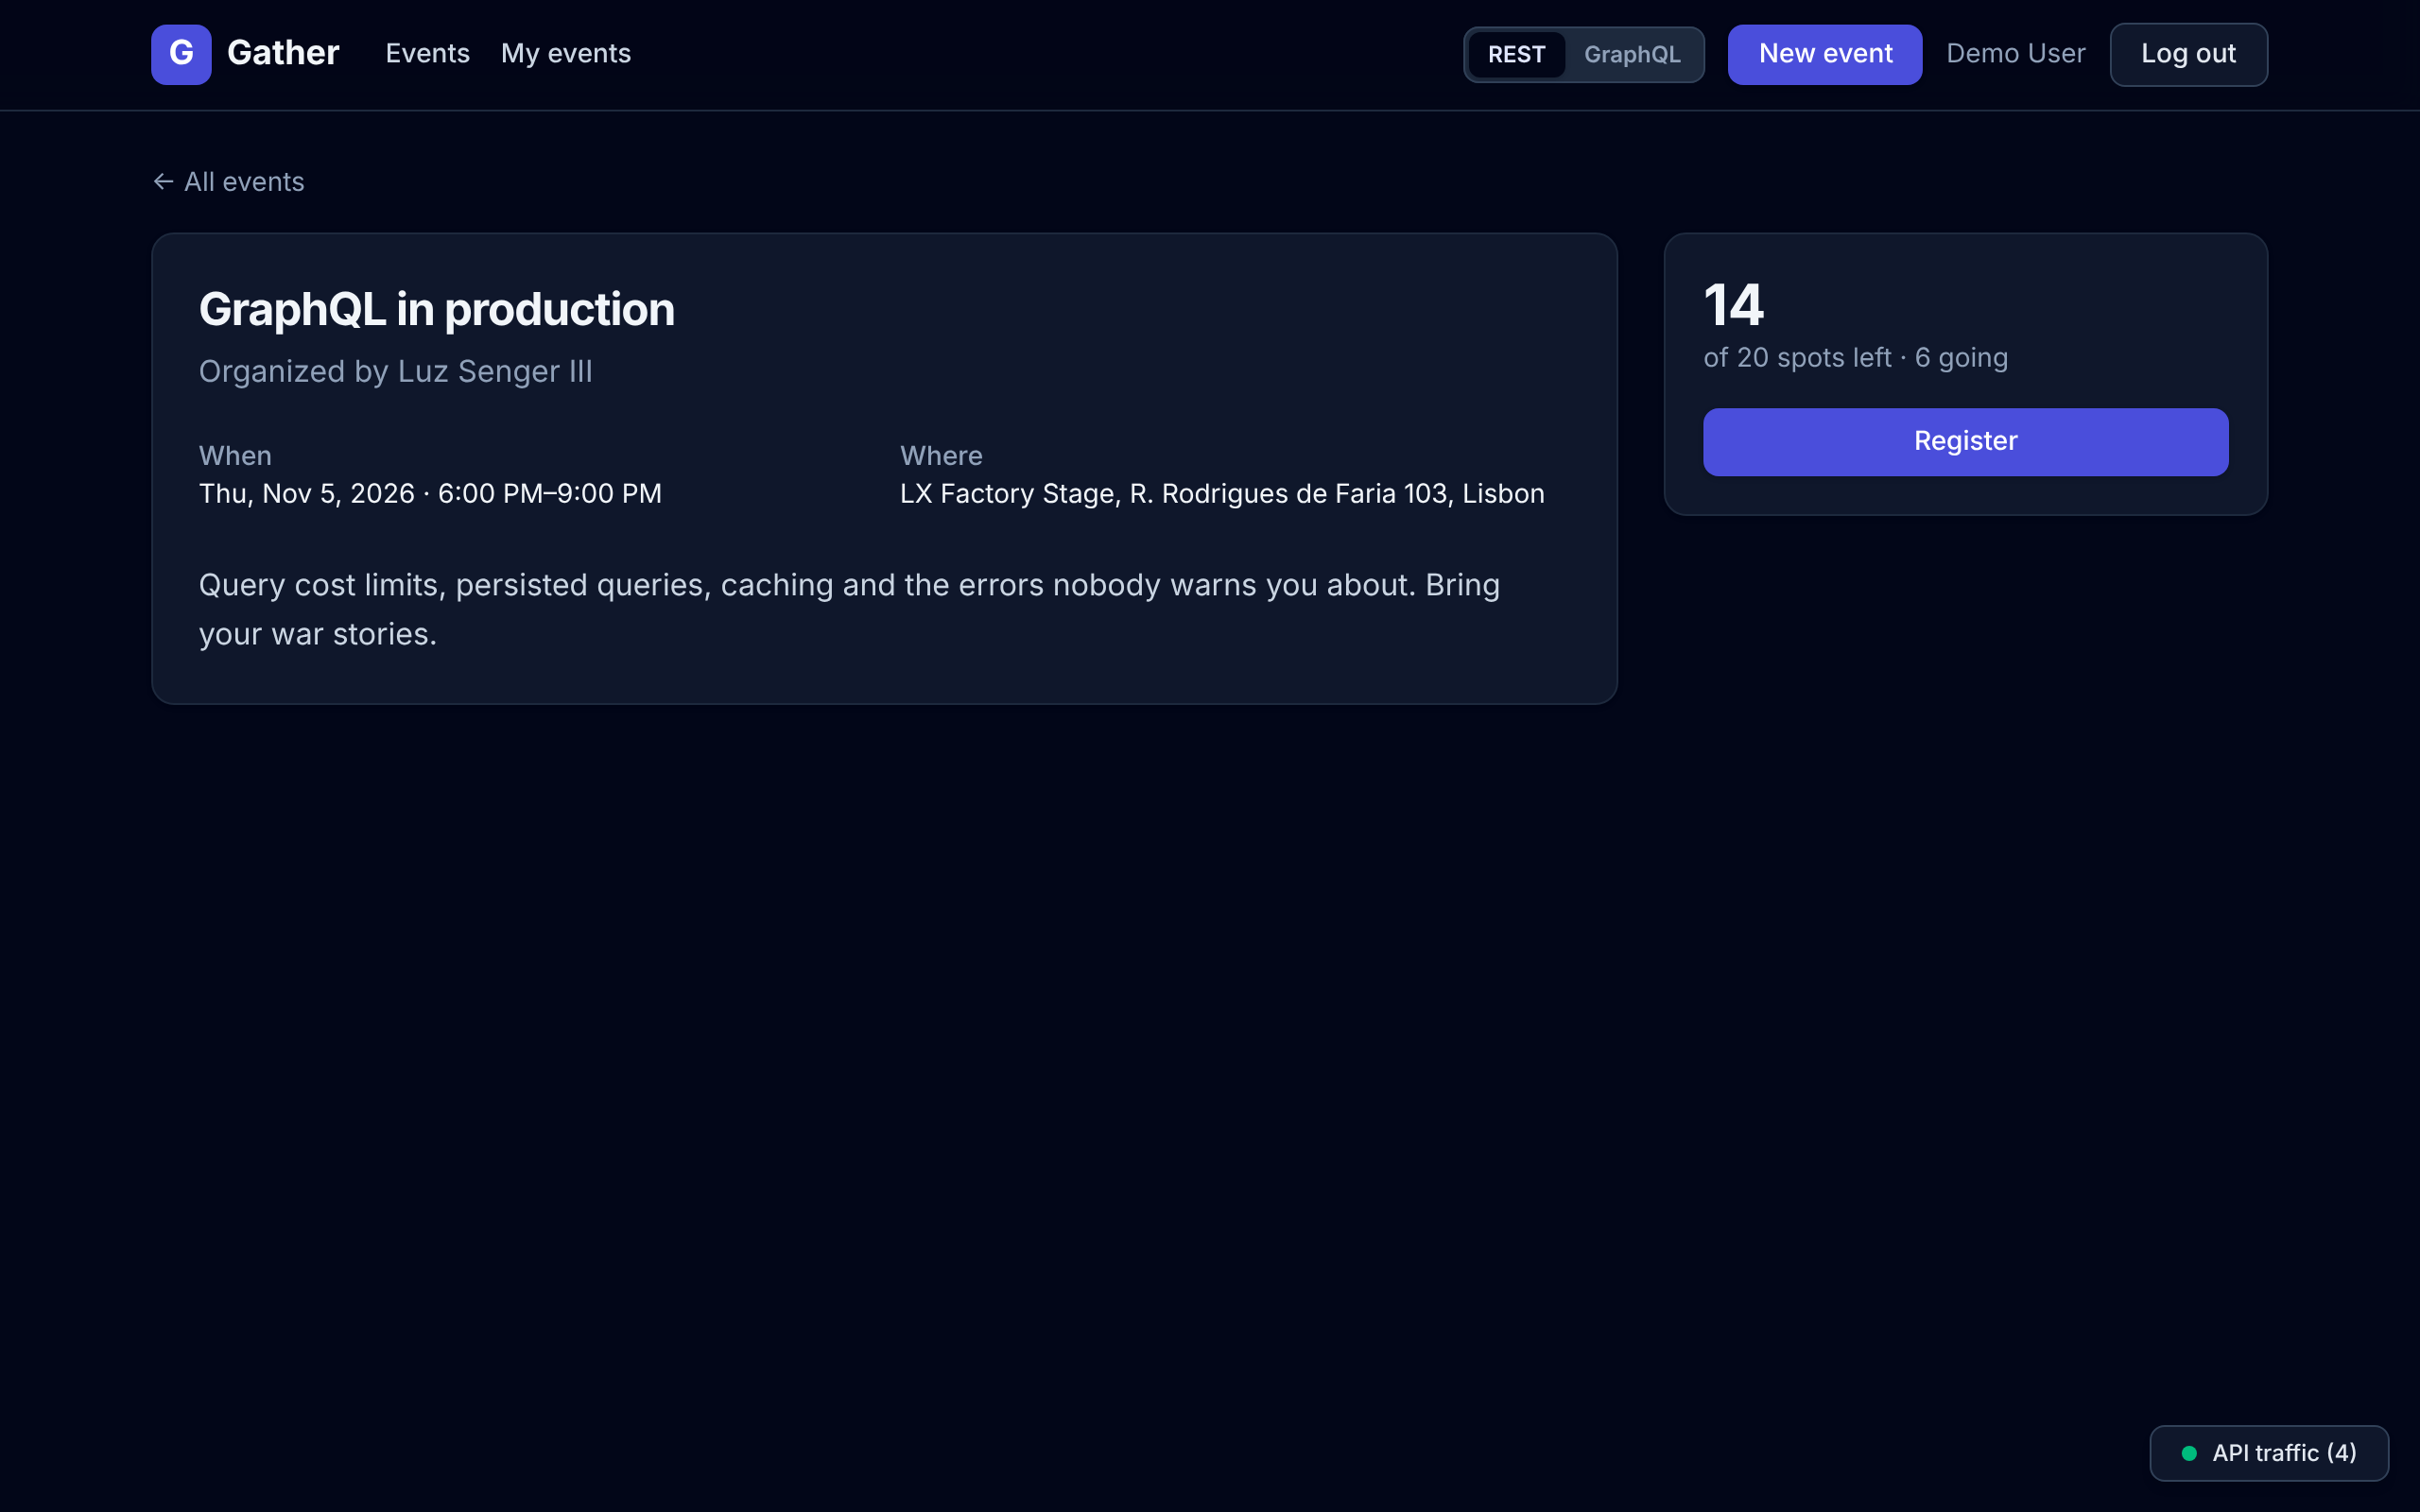 G Gather Events My events REST GraphQL New event Demo User Log out
← All events
GraphQL in production
Organized by Luz Senger III
When
Thu, Nov 5, 2026 · 6:00 PM–9:00 PM
Where
LX Factory Stage, R. Rodrigues de Faria 103, Lisbon
Query cost limits, persisted queries, caching and the errors nobody warns you about. Bring
your war stories.
14
of 20 spots left · 6 going
Register
API traffic (4)